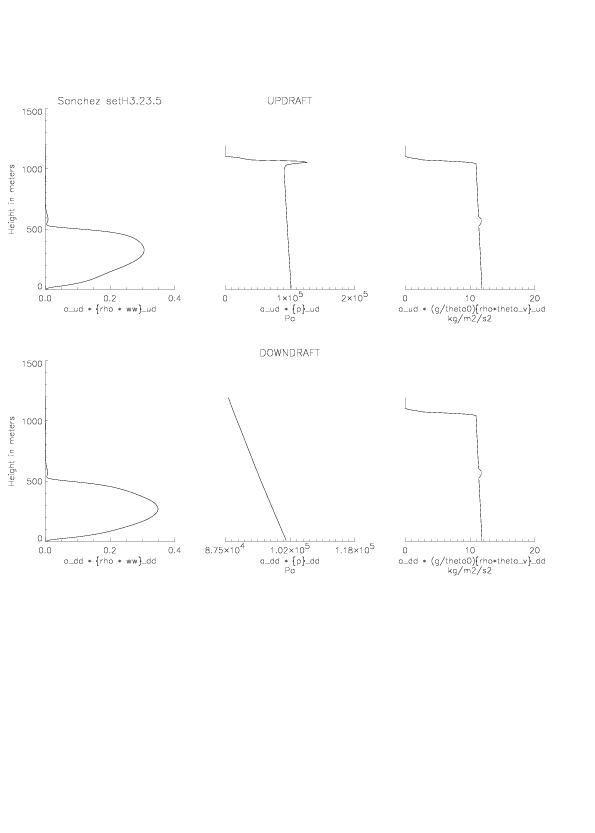 Sanchez setH3.23.5
UPDRAFT
1500
1000
500
0
Height in meters
0.0 0.2 0.4
a_ud * {rho * ww}_ud
0 1×10^5 2×10^5
a_ud * {p}_ud
Pa
0 10 20
a_ud * (g/theta0){rho*theta_v}_ud
kg/m2/s2
DOWNDRAFT
1500
1000
500
0
Height in meters
0.0 0.2 0.4
a_dd * {rho * ww}_dd
8.75×10^4 1.02×10^5 1.18×10^5
a_dd * {p}_dd
Pa
0 10 20
a_dd * (g/theta0){rho*theta_v}_dd
kg/m2/s2